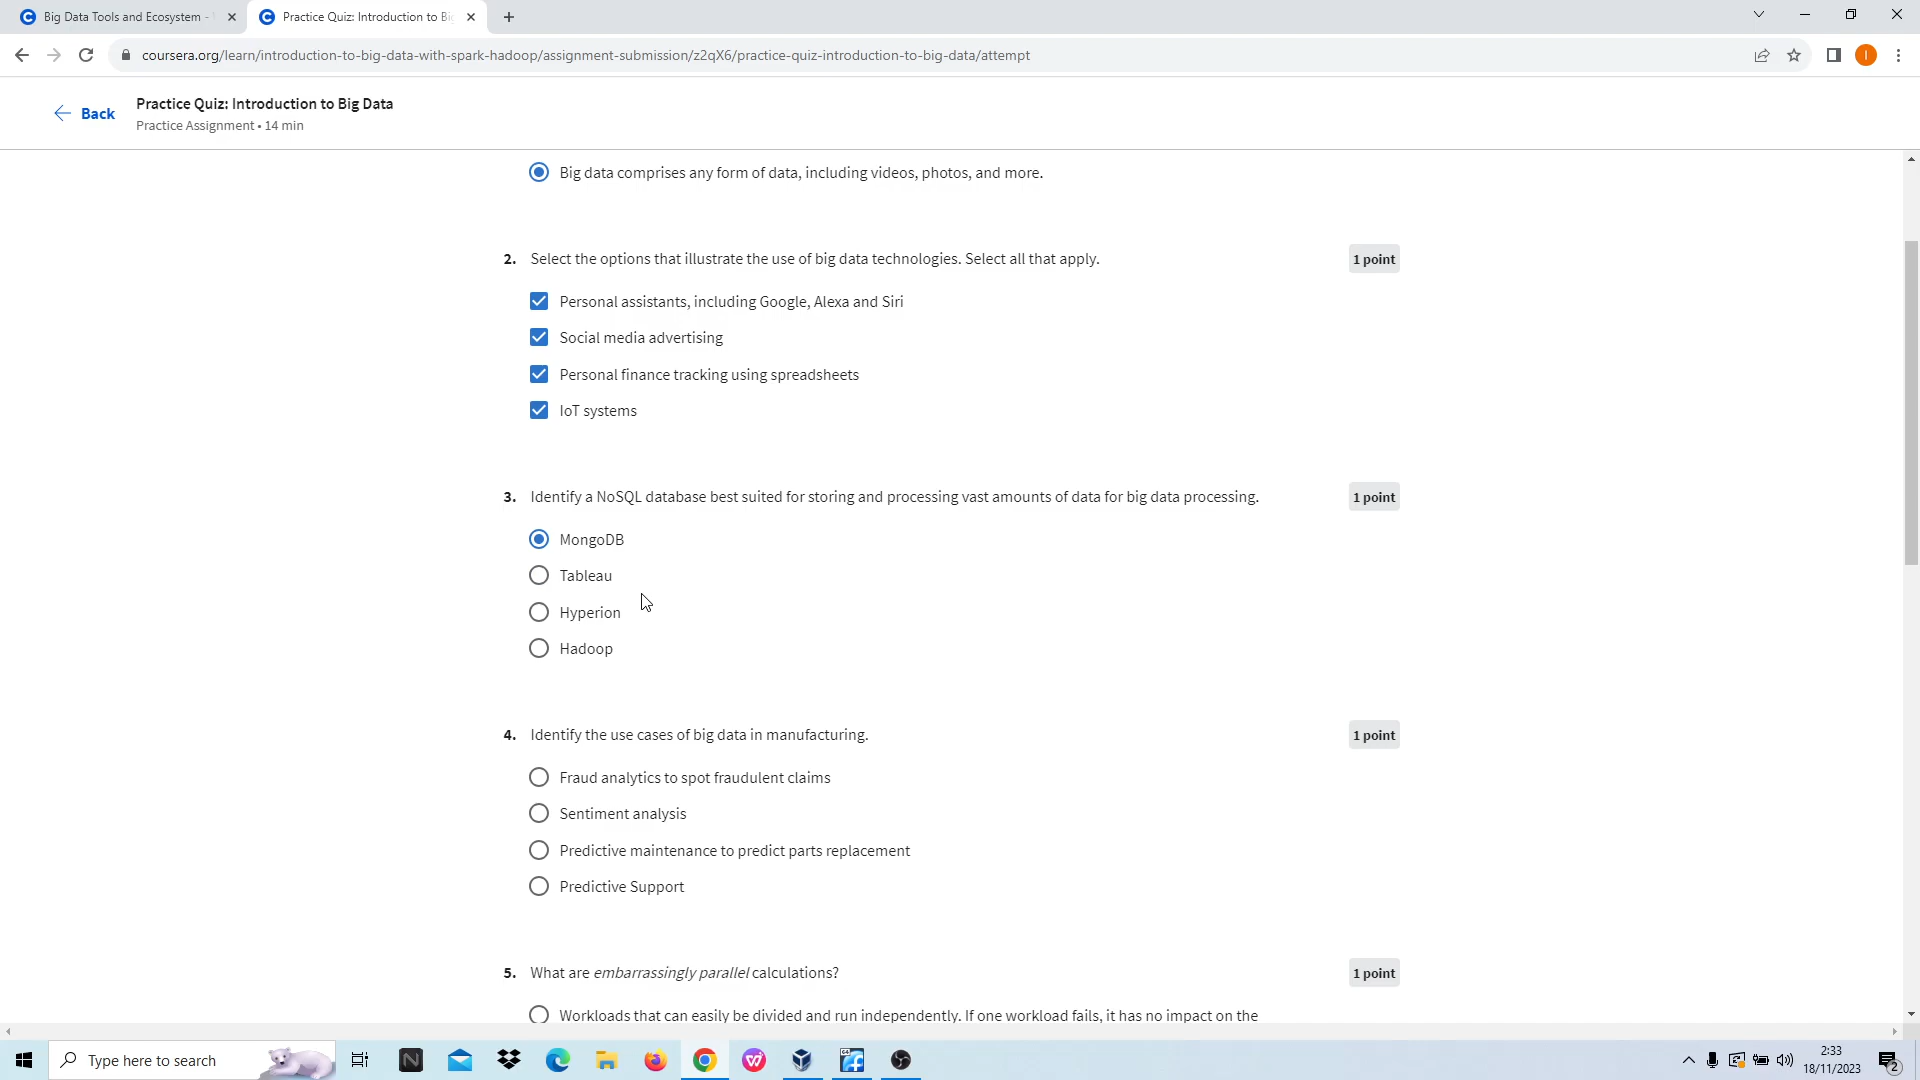 Big Data Tools and Ecosystem -
Practice Quiz: Introduction to Bi
coursera.org/learn/introduction-to-big-data-with-spark-hadoop/assignment-submission/z2qX6/practice-quiz-introduction-to-big-data/attempt
I
Back
Practice Quiz: Introduction to Big Data
Practice Assignment • 14 min
Big data comprises any form of data, including videos, photos, and more.
2. Select the options that illustrate the use of big data technologies. Select all that apply.
1 point
Personal assistants, including Google, Alexa and Siri
Social media advertising
Personal finance tracking using spreadsheets
IoT systems
3. Identify a NoSQL database best suited for storing and processing vast amounts of data for big data processing.
1 point
MongoDB
Tableau
Hyperion
Hadoop
4. Identify the use cases of big data in manufacturing.
1 point
Fraud analytics to spot fraudulent claims
Sentiment analysis
Predictive maintenance to predict parts replacement
Predictive Support
5. What are embarrassingly parallel calculations?
1 point
Workloads that can easily be divided and run independently. If one workload fails, it has no impact on the
Type here to search
2:33
18/11/2023
2